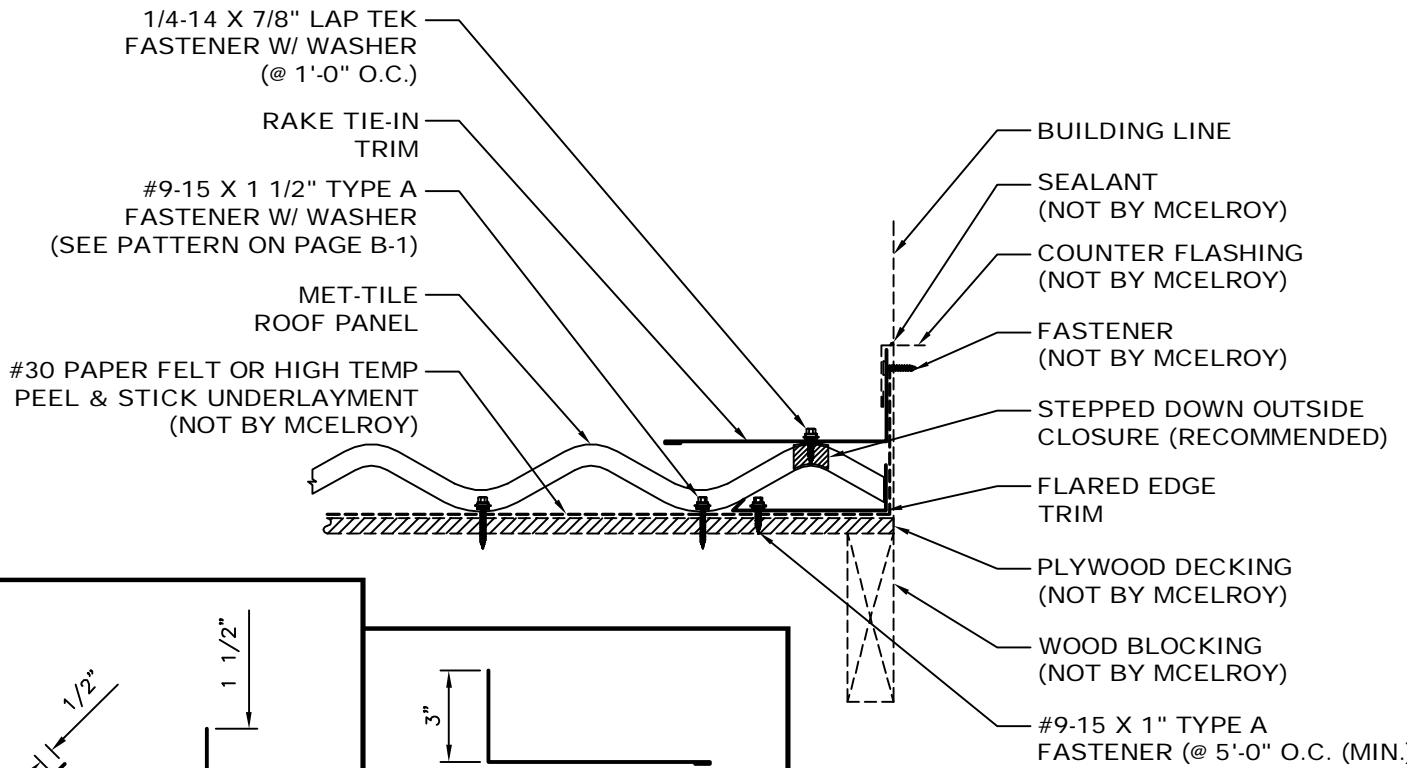 1/4-14 X 7/8" LAP TEK
FASTENER W/ WASHER
(@ 1'-0" O.C.)
RAKE TIE-IN
TRIM
#9-15 X 1 1/2" TYPE A
FASTENER W/ WASHER
(SEE PATTERN ON PAGE B-1)
MET-TILE
ROOF PANEL
#30 PAPER FELT OR HIGH TEMP
PEEL & STICK UNDERLAYMENT
(NOT BY MCELROY)
BUILDING LINE
SEALANT
(NOT BY MCELROY)
COUNTER FLASHING
(NOT BY MCELROY)
FASTENER
(NOT BY MCELROY)
STEPPED DOWN OUTSIDE
CLOSURE (RECOMMENDED)
FLARED EDGE
TRIM
PLYWOOD DECKING
(NOT BY MCELROY)
WOOD BLOCKING
(NOT BY MCELROY)
#9-15 X 1" TYPE A
FASTENER (@ 5'-0" O.C. (MIN.)
1/2"
1 1/2"
3"